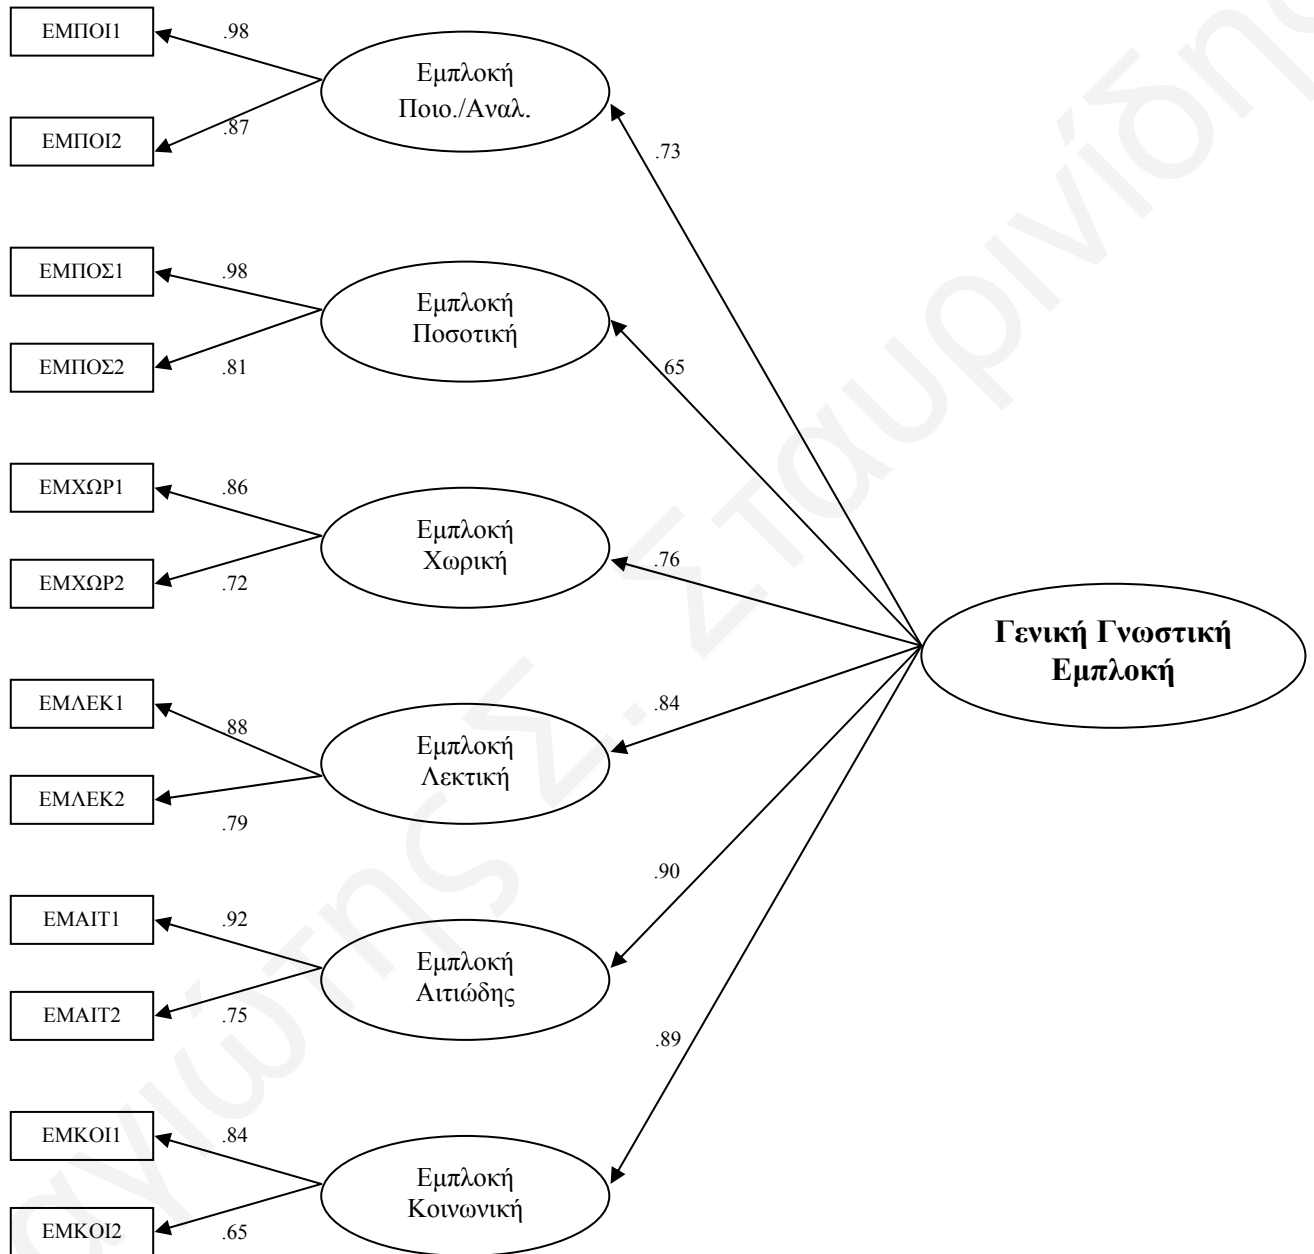 ΕΜΠΟΙ1
.98
Εμπλοκή
Ποιο./Αναλ.
ΕΜΠΟΙ2
.87
.73
ΕΜΠΟΣ1
.98
Εμπλοκή
Ποσοτική
ΕΜΠΟΣ2
.81
.65
ΕΜΧΩΡ1
.86
Εμπλοκή
Χωρική
ΕΜΧΩΡ2
.72
.76
Γενική Γνωστική
Εμπλοκή
ΕΜΛΕΚ1
.88
Εμπλοκή
Λεκτική
ΕΜΛΕΚ2
.79
.84
ΕΜΑΙΤ1
.92
Εμπλοκή
Αιτιώδης
ΕΜΑΙΤ2
.75
.90
ΕΜΚΟΙ1
.84
Εμπλοκή
Κοινωνική
ΕΜΚΟΙ2
.65
.89
Σ. Σταυρινίδης